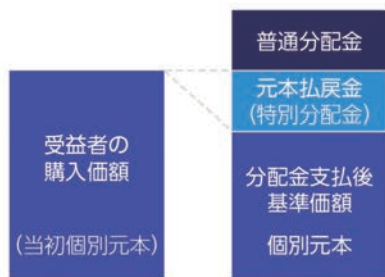 普通分配金
元本払戻金
(特別分配金)
受益者の
購入価額
(当初個別元本)
分配金支払後
基準価額
個別元本